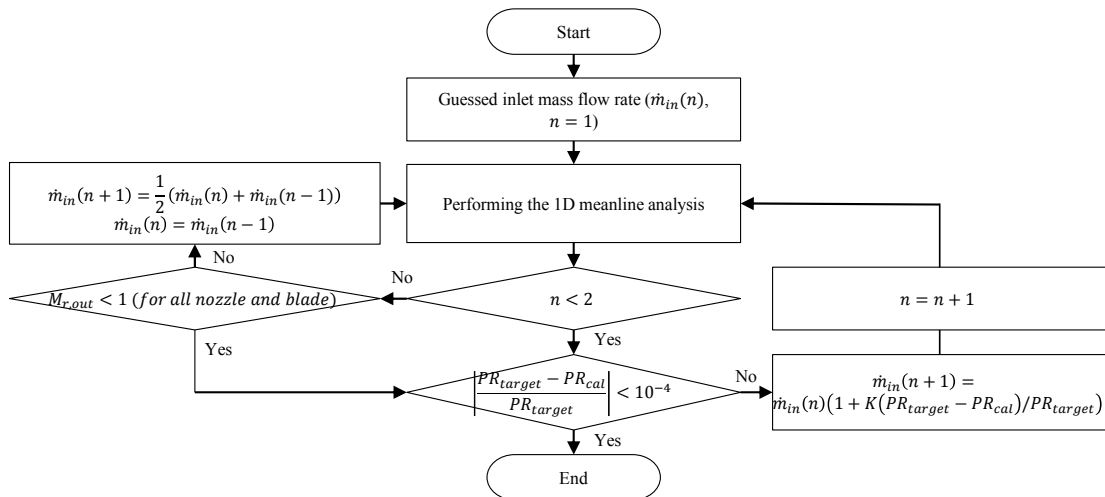 Start
Guessed inlet mass flow rate (ṁ_in(n),
n = 1)
ṁ_in(n + 1) = 1/2 (ṁ_in(n) + ṁ_in(n − 1))
ṁ_in(n) = ṁ_in(n − 1)
Performing the 1D meanline analysis
No
M_r,out < 1 (for all nozzle and blade)
No
n < 2
n = n + 1
Yes
Yes
|(PR_target − PR_cal)/PR_target| < 10^−4
No
ṁ_in(n + 1) =
ṁ_in(n)(1 + K(PR_target − PR_cal)/PR_target)
Yes
End